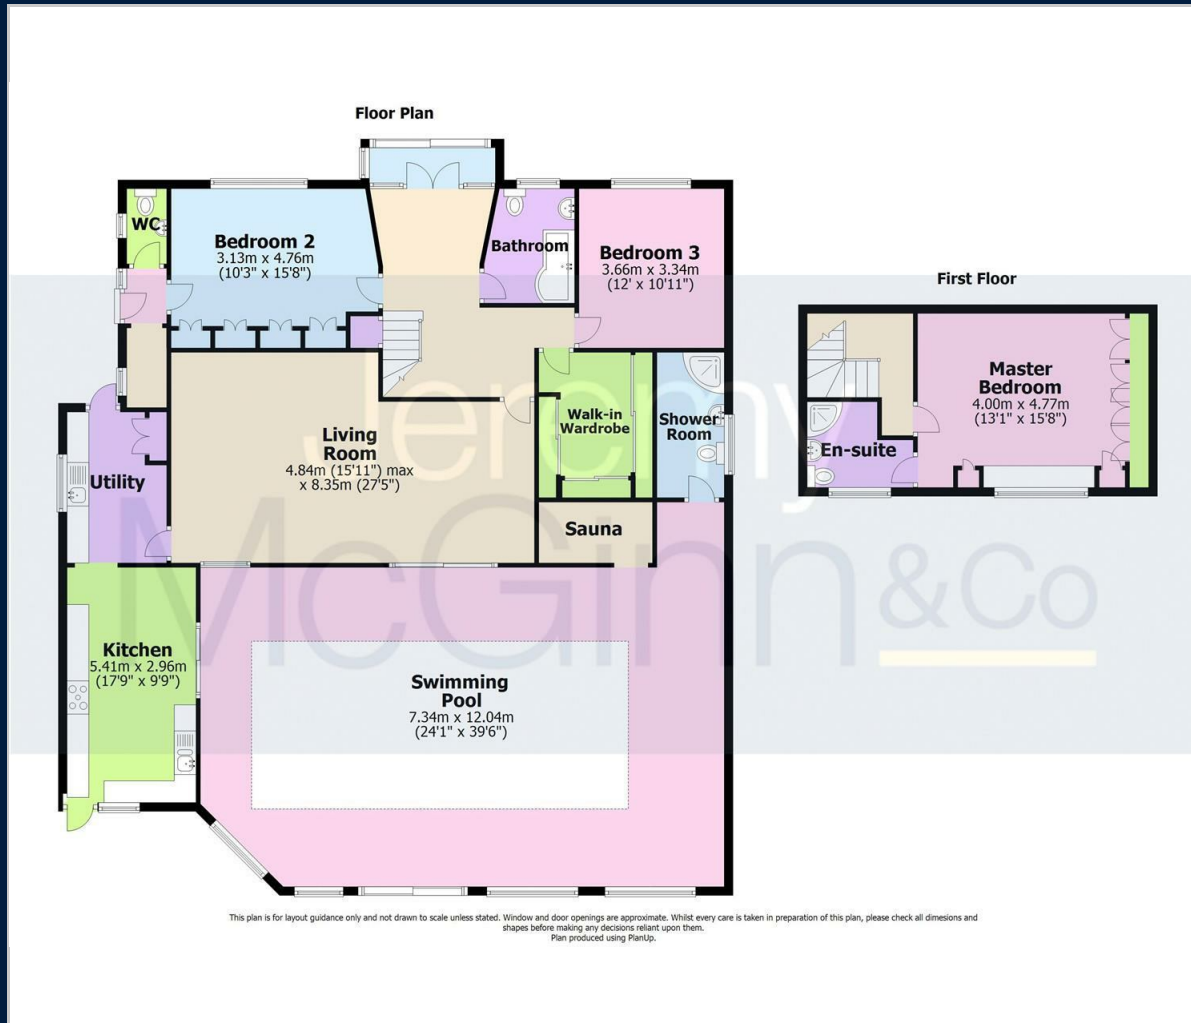 Floor Plan
WC
Bedroom 2
3.13m x 4.76m
(10'3" x 15'8")
Bathroom
Bedroom 3
3.66m x 3.34m
(12' x 10'11")
Living
Room
4.84m (15'11") max
x 8.35m (27'5")
Walk-in
Wardrobe
Shower
Room
Utility
Sauna
Kitchen
5.41m x 2.96m
(17'9" x 9'9")
Swimming
Pool
7.34m x 12.04m
(24'1" x 39'6")
First Floor
Master
Bedroom
4.00m x 4.77m
(13'1" x 15'8")
En-suite
Jeremy
McGinn & Co
This plan is for layout guidance only and not drawn to scale unless stated. Window and door openings are approximate. Whilst every care is taken in preparation of this plan, please check all dimesions and
shapes before making any decisions reliant upon them.
Plan produced using PlanUp.